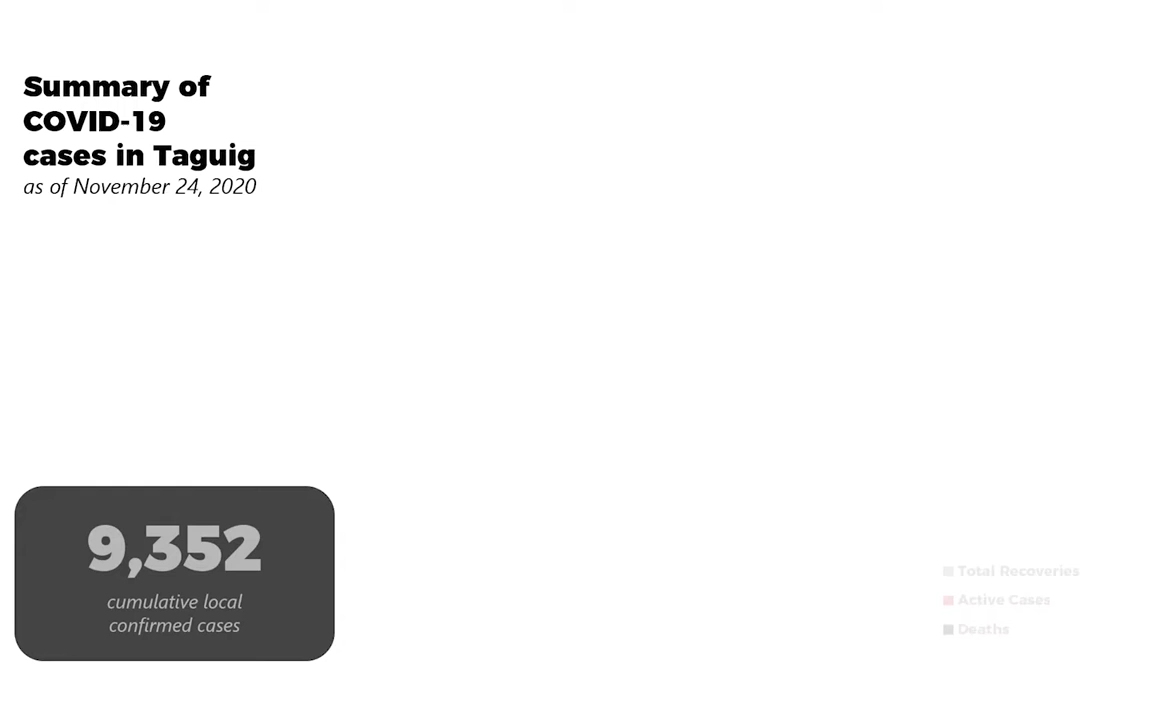 Summary of
COVID-19
cases in Taguig
as of November 24, 2020
9,352
cumulative local
confirmed cases
Total Recoveries
Active Cases
Deaths